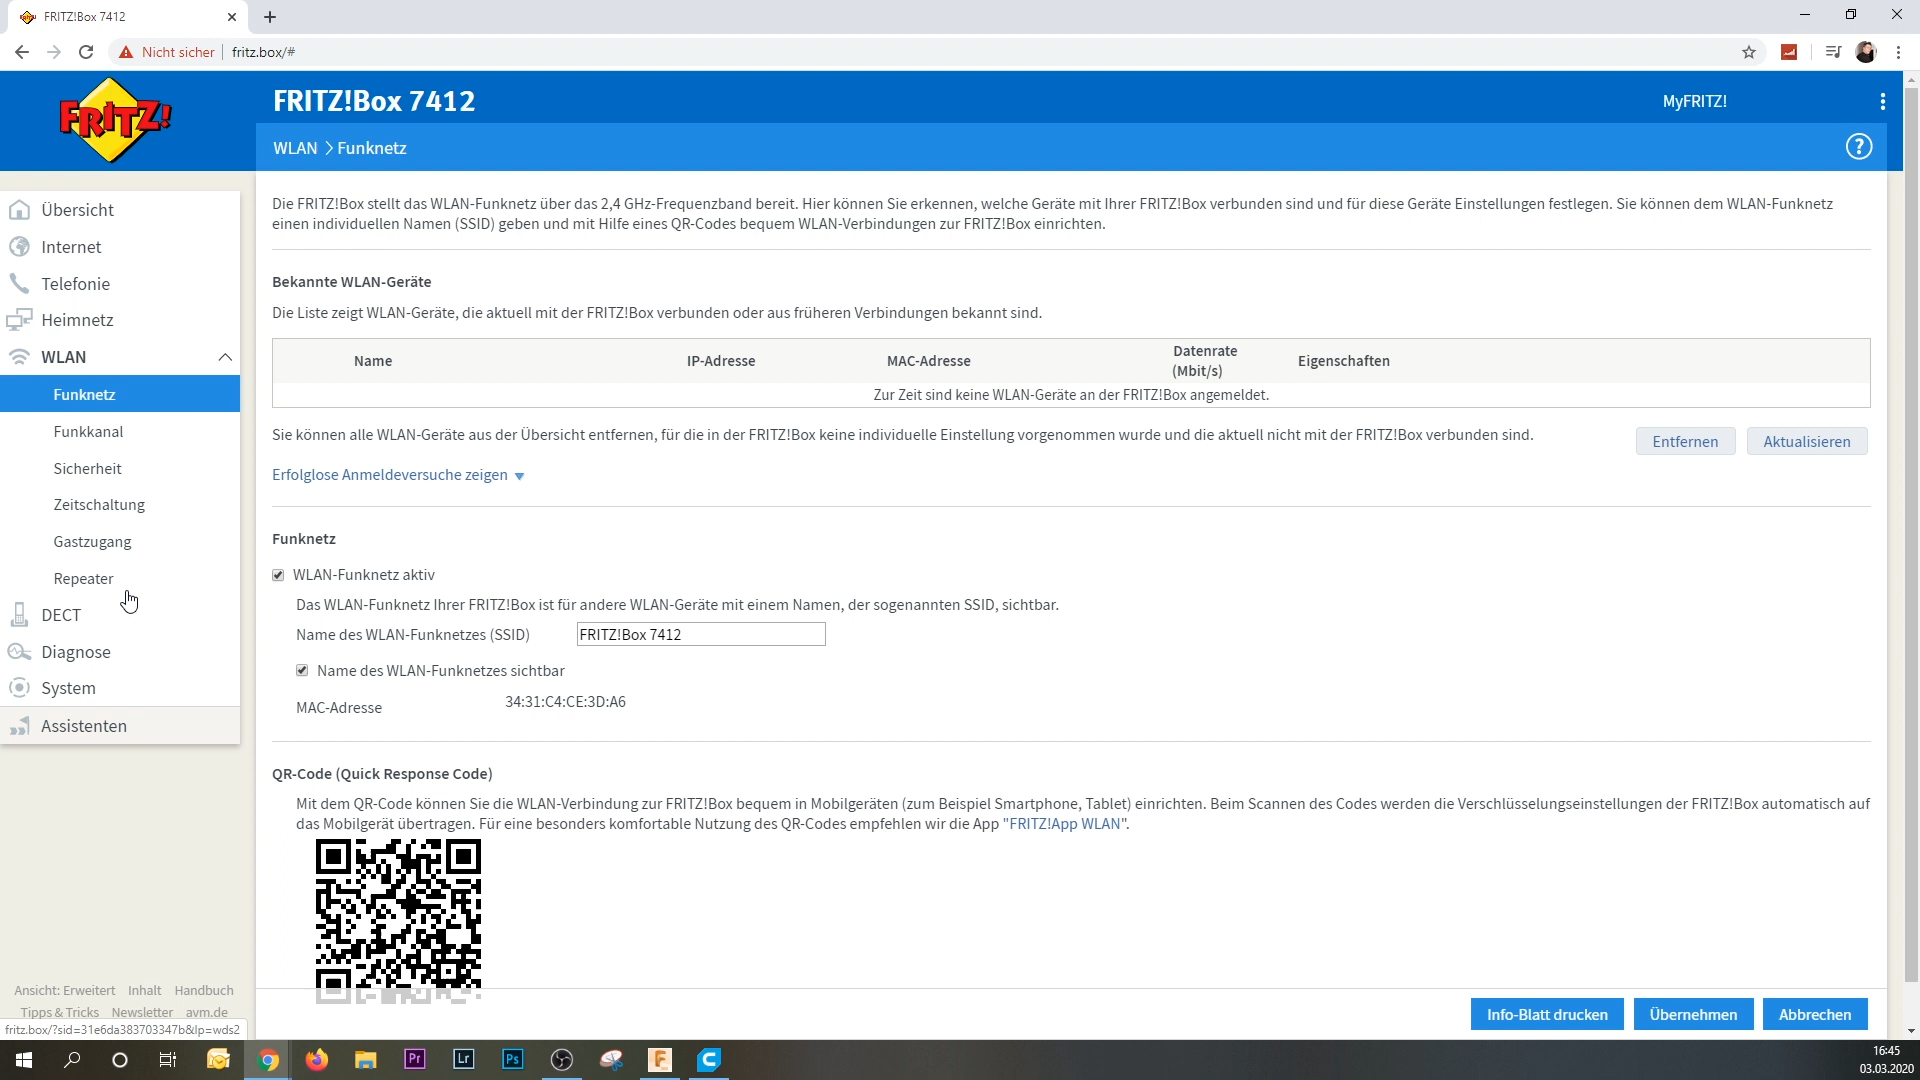 FRITZ!Box 7412
Nicht sicher
fritz.box/#
FRITZ!
FRITZ!Box 7412
MyFRITZ!
WLAN > Funknetz
?
Übersicht
Internet
Telefonie
Heimnetz
WLAN
Funknetz
Funkkanal
Sicherheit
Zeitschaltung
Gastzugang
Repeater
DECT
Diagnose
System
Assistenten
Die FRITZ!Box stellt das WLAN-Funknetz über das 2,4 GHz-Frequenzband bereit. Hier können Sie erkennen, welche Geräte mit Ihrer FRITZ!Box verbunden sind und für diese Geräte Einstellungen festlegen. Sie können dem WLAN-Funknetz
einen individuellen Namen (SSID) geben und mit Hilfe eines QR-Codes bequem WLAN-Verbindungen zur FRITZ!Box einrichten.
Bekannte WLAN-Geräte
Die Liste zeigt WLAN-Geräte, die aktuell mit der FRITZ!Box verbunden oder aus früheren Verbindungen bekannt sind.
Name IP-Adresse MAC-Adresse Datenrate (Mbit/s) Eigenschaften
Zur Zeit sind keine WLAN-Geräte an der FRITZ!Box angemeldet.
Sie können alle WLAN-Geräte aus der Übersicht entfernen, für die in der FRITZ!Box keine individuelle Einstellung vorgenommen wurde und die aktuell nicht mit der FRITZ!Box verbunden sind.
Entfernen Aktualisieren
Erfolglose Anmeldeversuche zeigen
Funknetz
WLAN-Funknetz aktiv
Das WLAN-Funknetz Ihrer FRITZ!Box ist für andere WLAN-Geräte mit einem Namen, der sogenannten SSID, sichtbar.
Name des WLAN-Funknetzes (SSID) FRITZ!Box 7412
Name des WLAN-Funknetzes sichtbar
MAC-Adresse 34:31:C4:CE:3D:A6
QR-Code (Quick Response Code)
Mit dem QR-Code können Sie die WLAN-Verbindung zur FRITZ!Box bequem in Mobilgeräten (zum Beispiel Smartphone, Tablet) einrichten. Beim Scannen des Codes werden die Verschlüsselungseinstellungen der FRITZ!Box automatisch auf
das Mobilgerät übertragen. Für eine besonders komfortable Nutzung des QR-Codes empfehlen wir die App "FRITZ!App WLAN".
Ansicht: Erweitert Inhalt Handbuch
Tipps & Tricks Newsletter avm.de
fritz.box/?sid=31e6da383703347b&lp=wds2
Info-Blatt drucken Übernehmen Abbrechen
Pr
Lr
Ps
F
C
16:45
03.03.2020